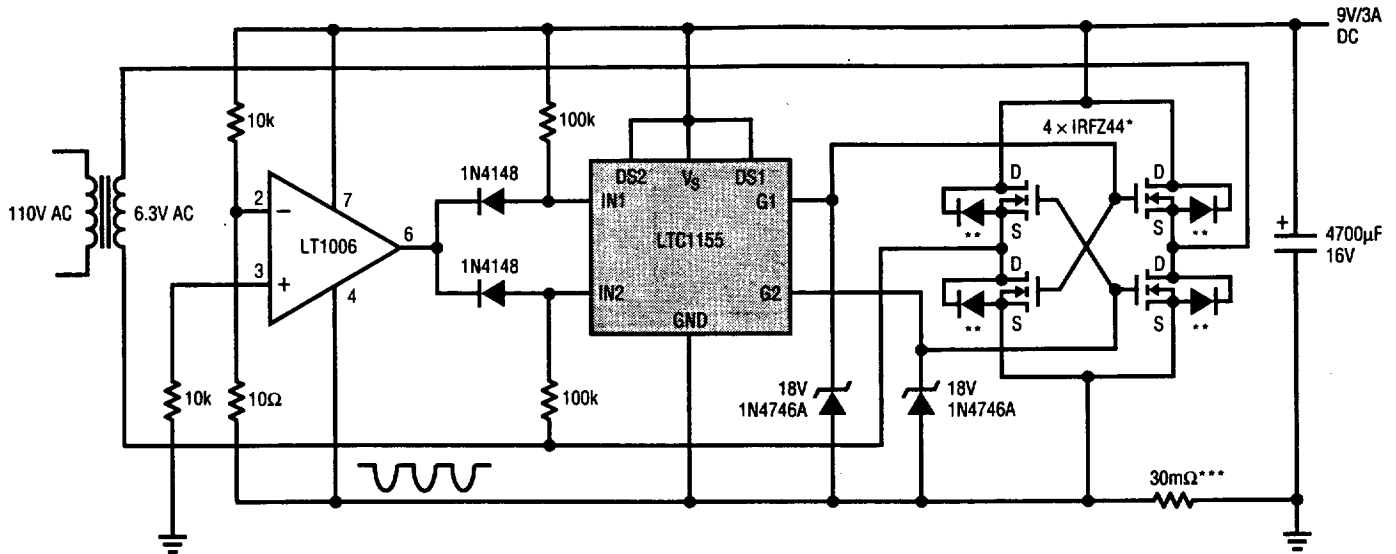 9V/3A
DC
10k
100k
4 × IRFZ44*
110V AC
6.3V AC
2
−
3
+
7
LT1006
6
4
1N4148
1N4148
DS2
VS
DS1
IN1
G1
LTC1155
IN2
G2
GND
D
S
**
D
S
**
D
S
**
D
S
**
+
4700µF
16V
10k
10Ω
100k
18V
1N4746A
18V
1N4746A
30mΩ***